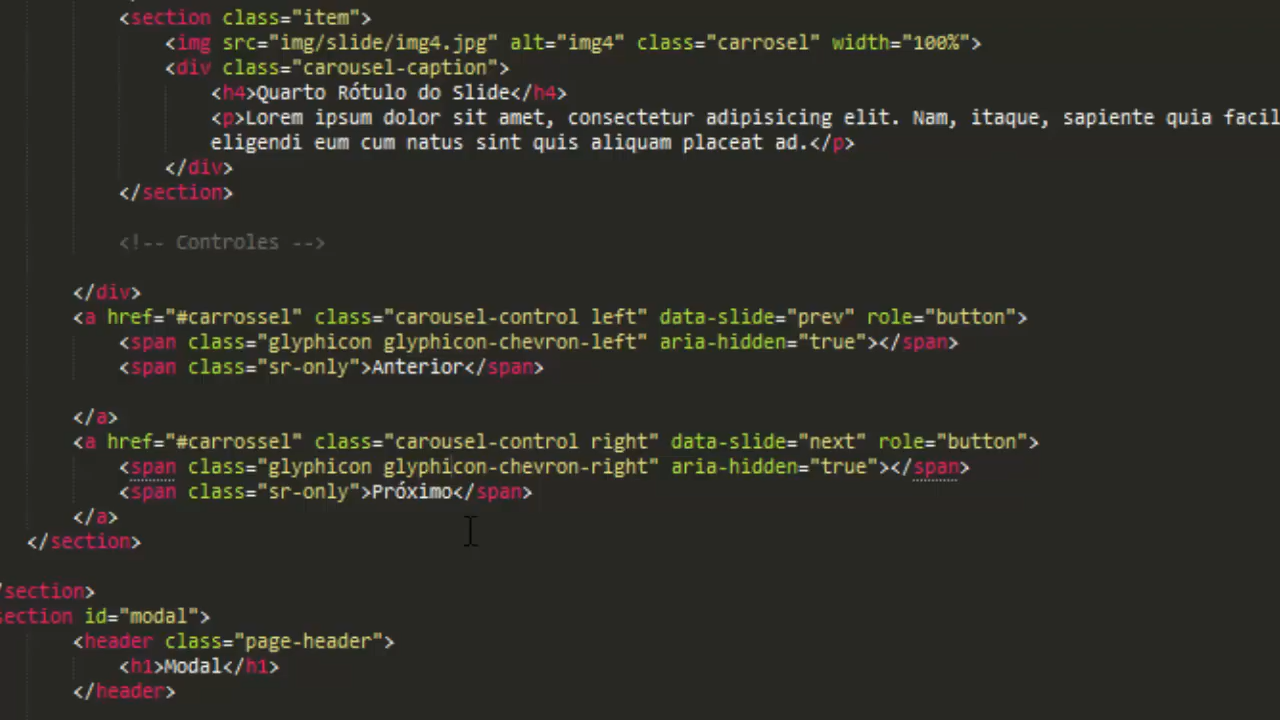 <section class="item">
<img src="img/slide/img4.jpg" alt="img4" class="carrosel" width="100%">
<div class="carousel-caption">
<h4>Quarto Rótulo do Slide</h4>
<p>Lorem ipsum dolor sit amet, consectetur adipisicing elit. Nam, itaque, sapiente quia facil
eligendi eum cum natus sint quis aliquam placeat ad.</p>
</div>
</section>
<!-- Controles -->
</div>
<a href="#carrossel" class="carousel-control left" data-slide="prev" role="button">
<span class="glyphicon glyphicon-chevron-left" aria-hidden="true"></span>
<span class="sr-only">Anterior</span>
</a>
<a href="#carrossel" class="carousel-control right" data-slide="next" role="button">
<span class="glyphicon glyphicon-chevron-right" aria-hidden="true"></span>
<span class="sr-only">Próximo</span>
</a>
</section>
/section>
section id="modal">
<header class="page-header">
<h1>Modal</h1>
</header>